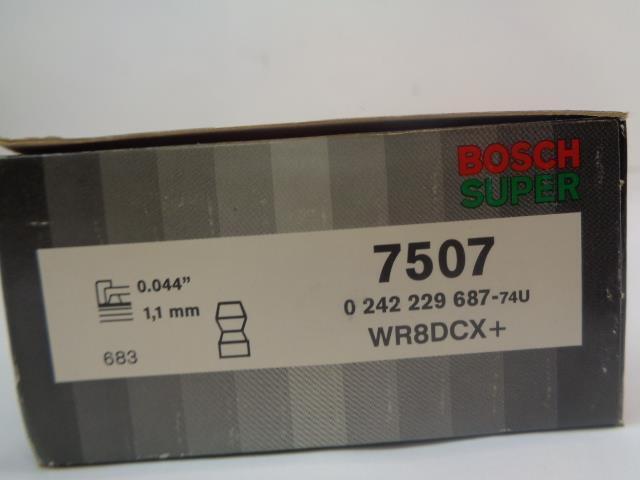 BOSCH
SUPER
7507
0.044"
0 242 229 687-74U
1,1 mm
WR8DCX+
683